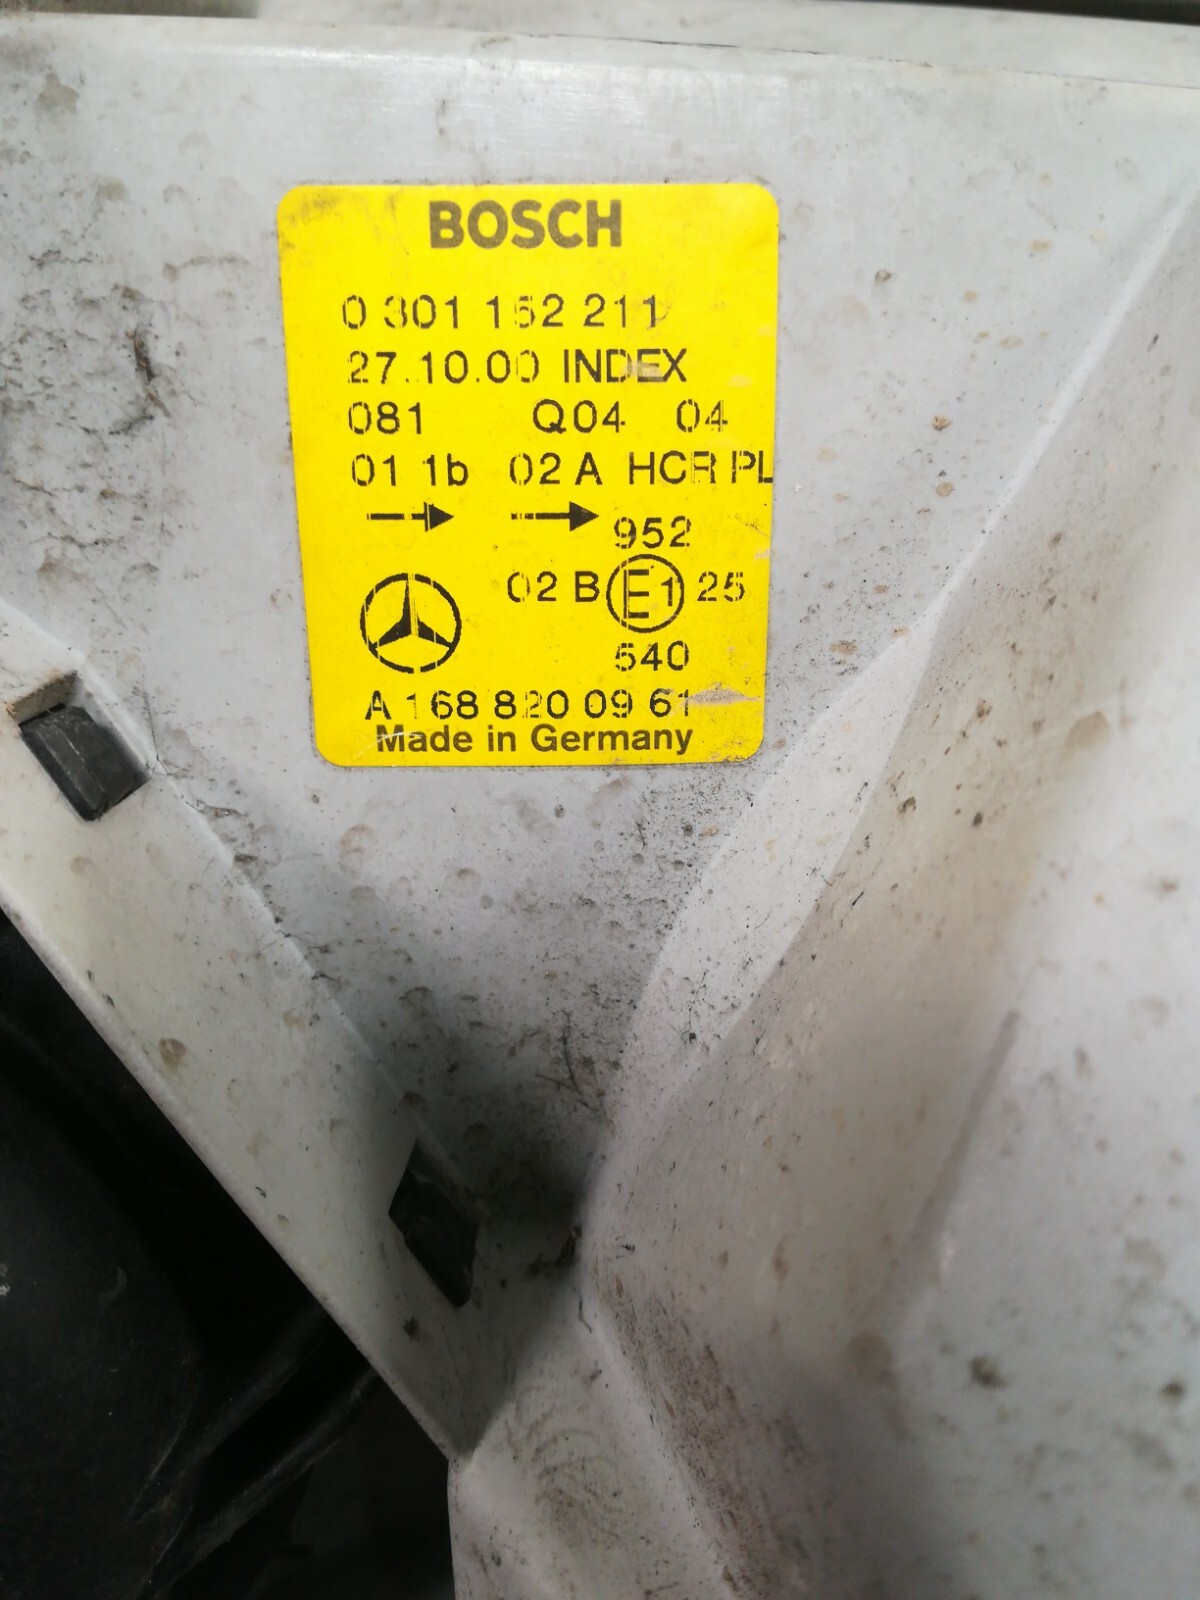 BOSCH
0 301 152 211
27.10.00 INDEX
081 Q04 04
01 1b 02 A HCR PL
952
02 B E1 25
540
A 168 820 09 61
Made in Germany